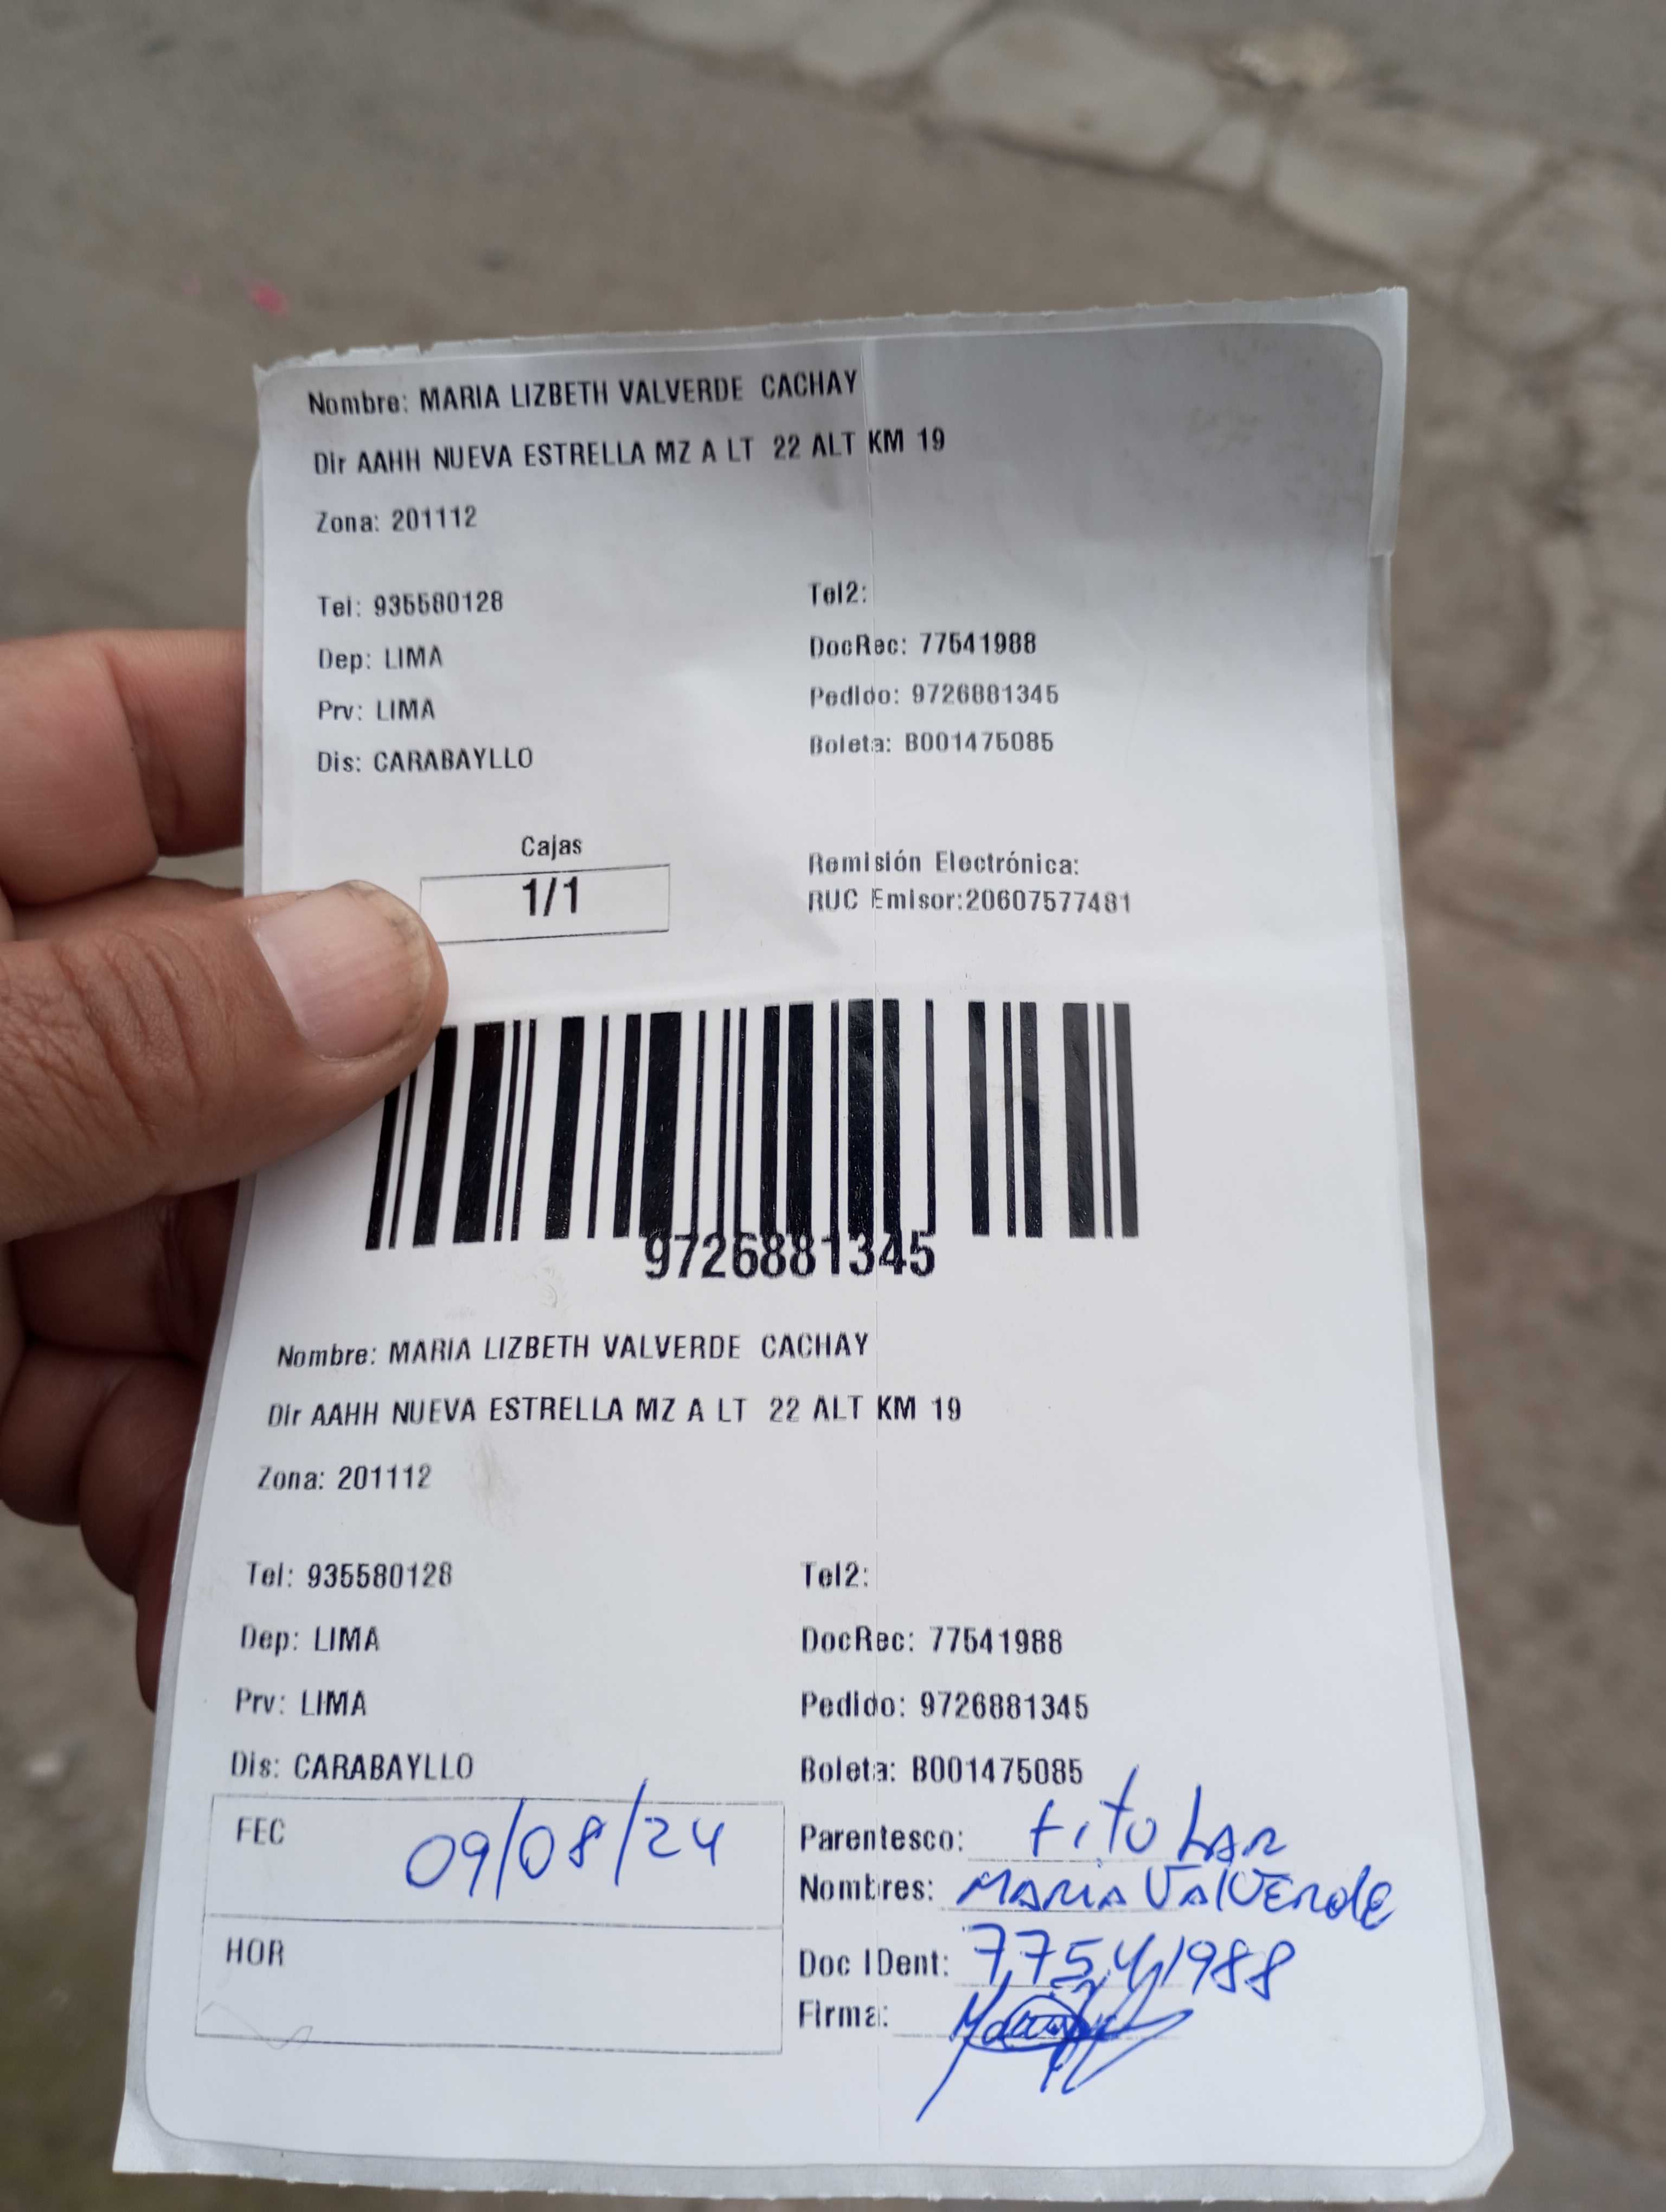 Nombre: MARIA LIZBETH VALVERDE CACHAY
Dir AAHH NUEVA ESTRELLA MZ A LT 22 ALT KM 19
Zona: 201112
Tel: 935580128 Tel2:
Dep: LIMA DocRec: 77541988
Prv: LIMA Pedido: 9726881345
Dis: CARABAYLLO Boleta: B001475085
Cajas
1/1
Remisión Electrónica:
RUC Emisor:20607577481
9726881345
Nombre: MARIA LIZBETH VALVERDE CACHAY
Dir AAHH NUEVA ESTRELLA MZ A LT 22 ALT KM 19
Zona: 201112
Tel: 935580128 Tel2:
Dep: LIMA DocRec: 77541988
Prv: LIMA Pedido: 9726881345
Dis: CARABAYLLO Boleta: B001475085
FEC 09/08/24
HOR
Parentesco: titular
Nombres: Maria Valverde
Doc IDent: 77541988
Firma: